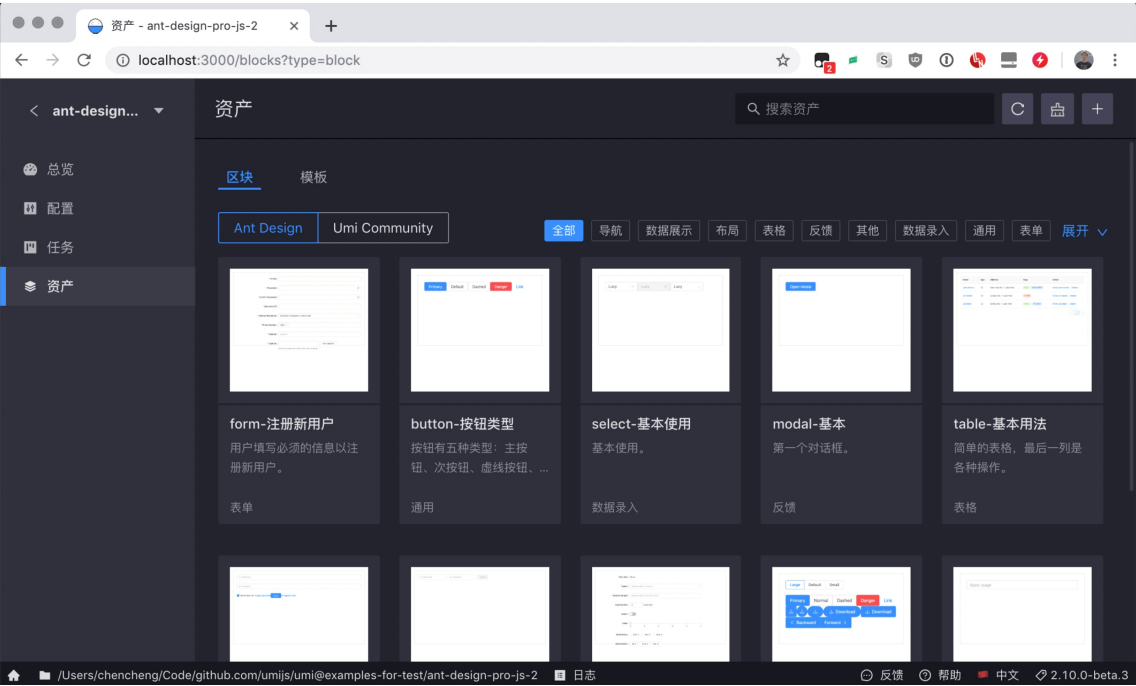 资产 - ant-design-pro-js-2
localhost:3000/blocks?type=block
2
S
ant-design...
资产
搜索资产
总览
配置
任务
资产
区块
模板
Ant Design
Umi Community
全部
导航
数据展示
布局
表格
反馈
其他
数据录入
通用
表单
展开
Primary
Default
Dashed
Danger
Link
Lucy
Lucy
Open Modal
form-注册新用户
用户填写必须的信息以注
册新用户。
表单
button-按钮类型
按钮有五种类型：主按
钮、次按钮、虚线按钮、...
通用
select-基本使用
基本使用。
数据录入
modal-基本
第一个对话框。
反馈
table-基本用法
简单的表格，最后一列是
各种操作。
表格
Large
Default
Small
Primary
Normal
Dashed
Danger
Link
Download
Download
Backward
Forward
Basic usage
/Users/chencheng/Code/github.com/umijs/umi@examples-for-test/ant-design-pro-js-2
日志
反馈
帮助
中文
2.10.0-beta.3